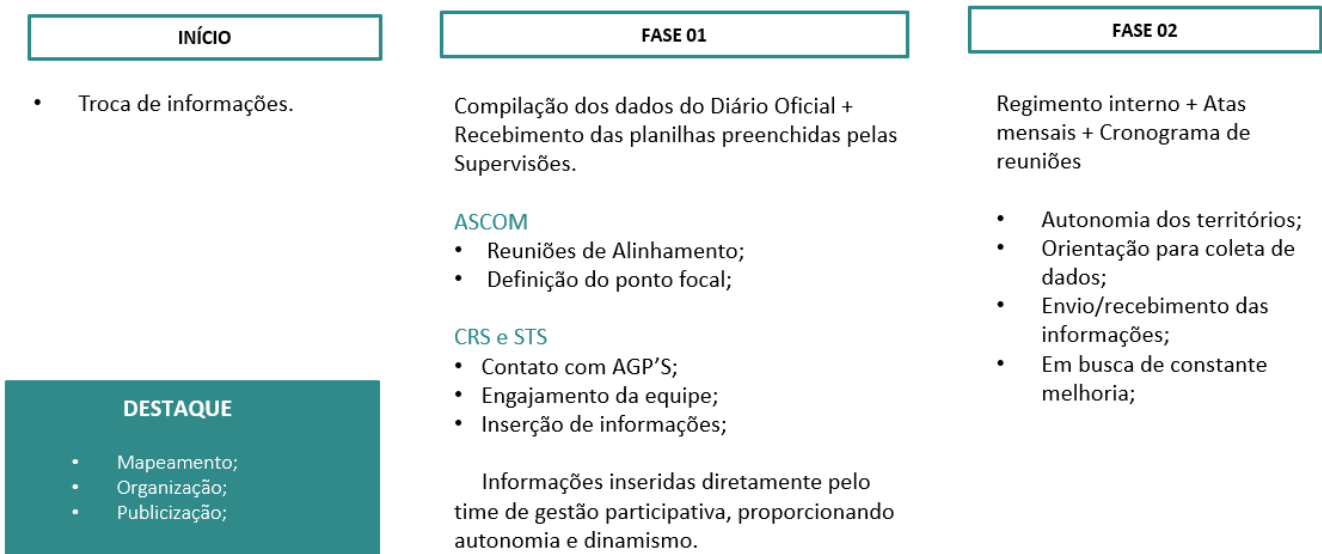 INÍCIO
• Troca de informações.
DESTAQUE
• Mapeamento;
• Organização;
• Publicização;
FASE 01
Compilação dos dados do Diário Oficial +
Recebimento das planilhas preenchidas pelas
Supervisões.
ASCOM
• Reuniões de Alinhamento;
• Definição do ponto focal;
CRS e STS
• Contato com AGP’S;
• Engajamento da equipe;
• Inserção de informações;
Informações inseridas diretamente pelo
time de gestão participativa, proporcionando
autonomia e dinamismo.
FASE 02
Regimento interno + Atas
mensais + Cronograma de
reuniões
• Autonomia dos territórios;
• Orientação para coleta de
dados;
• Envio/recebimento das
informações;
• Em busca de constante
melhoria;